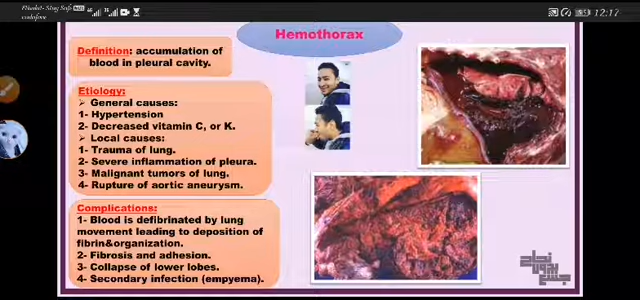 vodafone
12:17
Hemothorax
Definition: accumulation of
blood in pleural cavity.
Etiology:
➢ General causes:
1- Hypertension
2- Decreased vitamin C, or K.
➢ Local causes:
1- Trauma of lung.
2- Severe inflammation of pleura.
3- Malignant tumors of lung.
4- Rupture of aortic aneurysm.
Complications:
1- Blood is defibrinated by lung
movement leading to deposition of
fibrin&organization.
2- Fibrosis and adhesion.
3- Collapse of lower lobes.
4- Secondary infection (empyema).